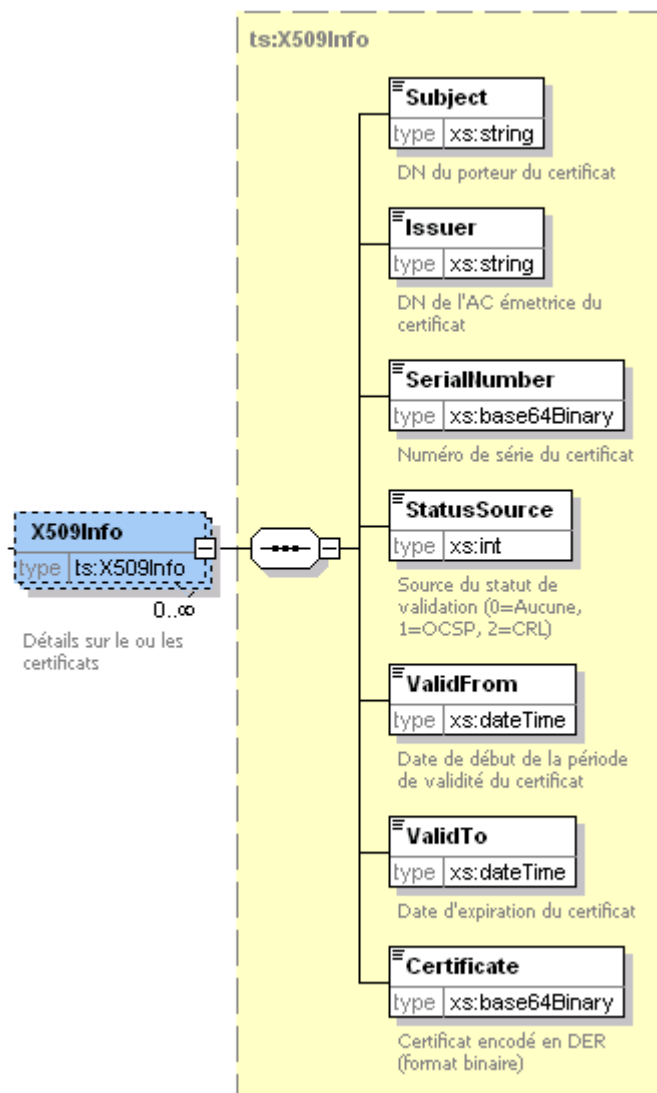 ts:X509Info
Subject
type xs:string
DN du porteur du certificat
Issuer
type xs:string
DN de l'AC émettrice du
certificat
SerialNumber
type xs:base64Binary
Numéro de série du certificat
X509Info
type ts:X509Info
0..∞
Détails sur le ou les
certificats
StatusSource
type xs:int
Source du statut de
validation (0=Aucune,
1=OCSP, 2=CRL)
ValidFrom
type xs:dateTime
Date de début de la période
de validité du certificat
ValidTo
type xs:dateTime
Date d'expiration du certificat
Certificate
type xs:base64Binary
Certificat encodé en DER
(format binaire)